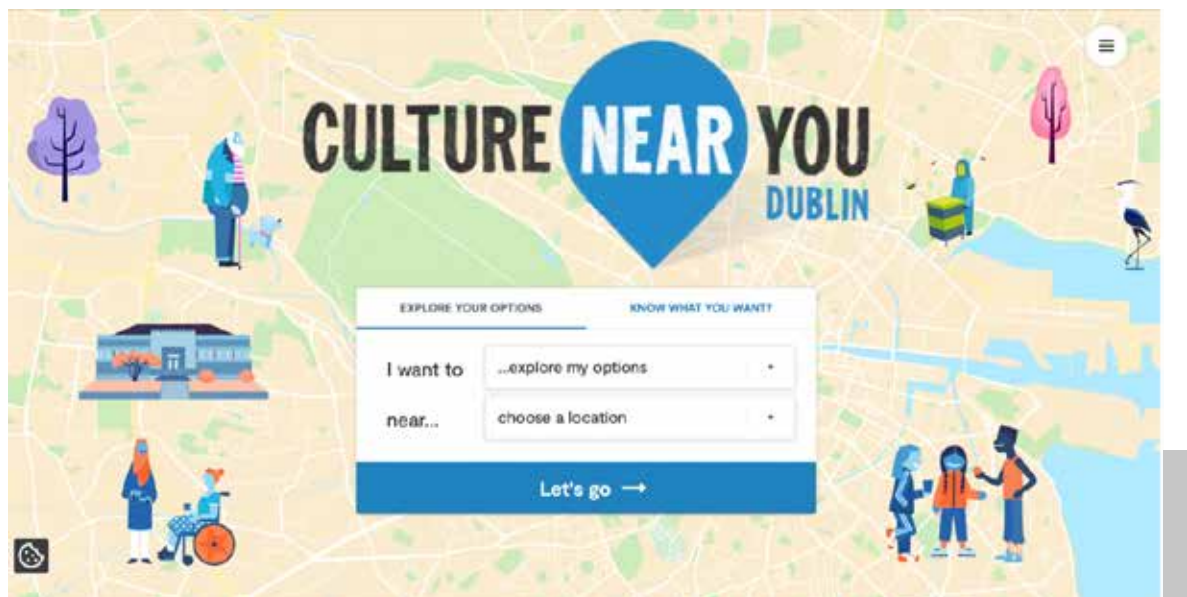 CULTURE NEAR YOU
DUBLIN
EXPLORE YOUR OPTIONS KNOW WHAT YOU WANT?
I want to ...explore my options
near... choose a location
Let's go →